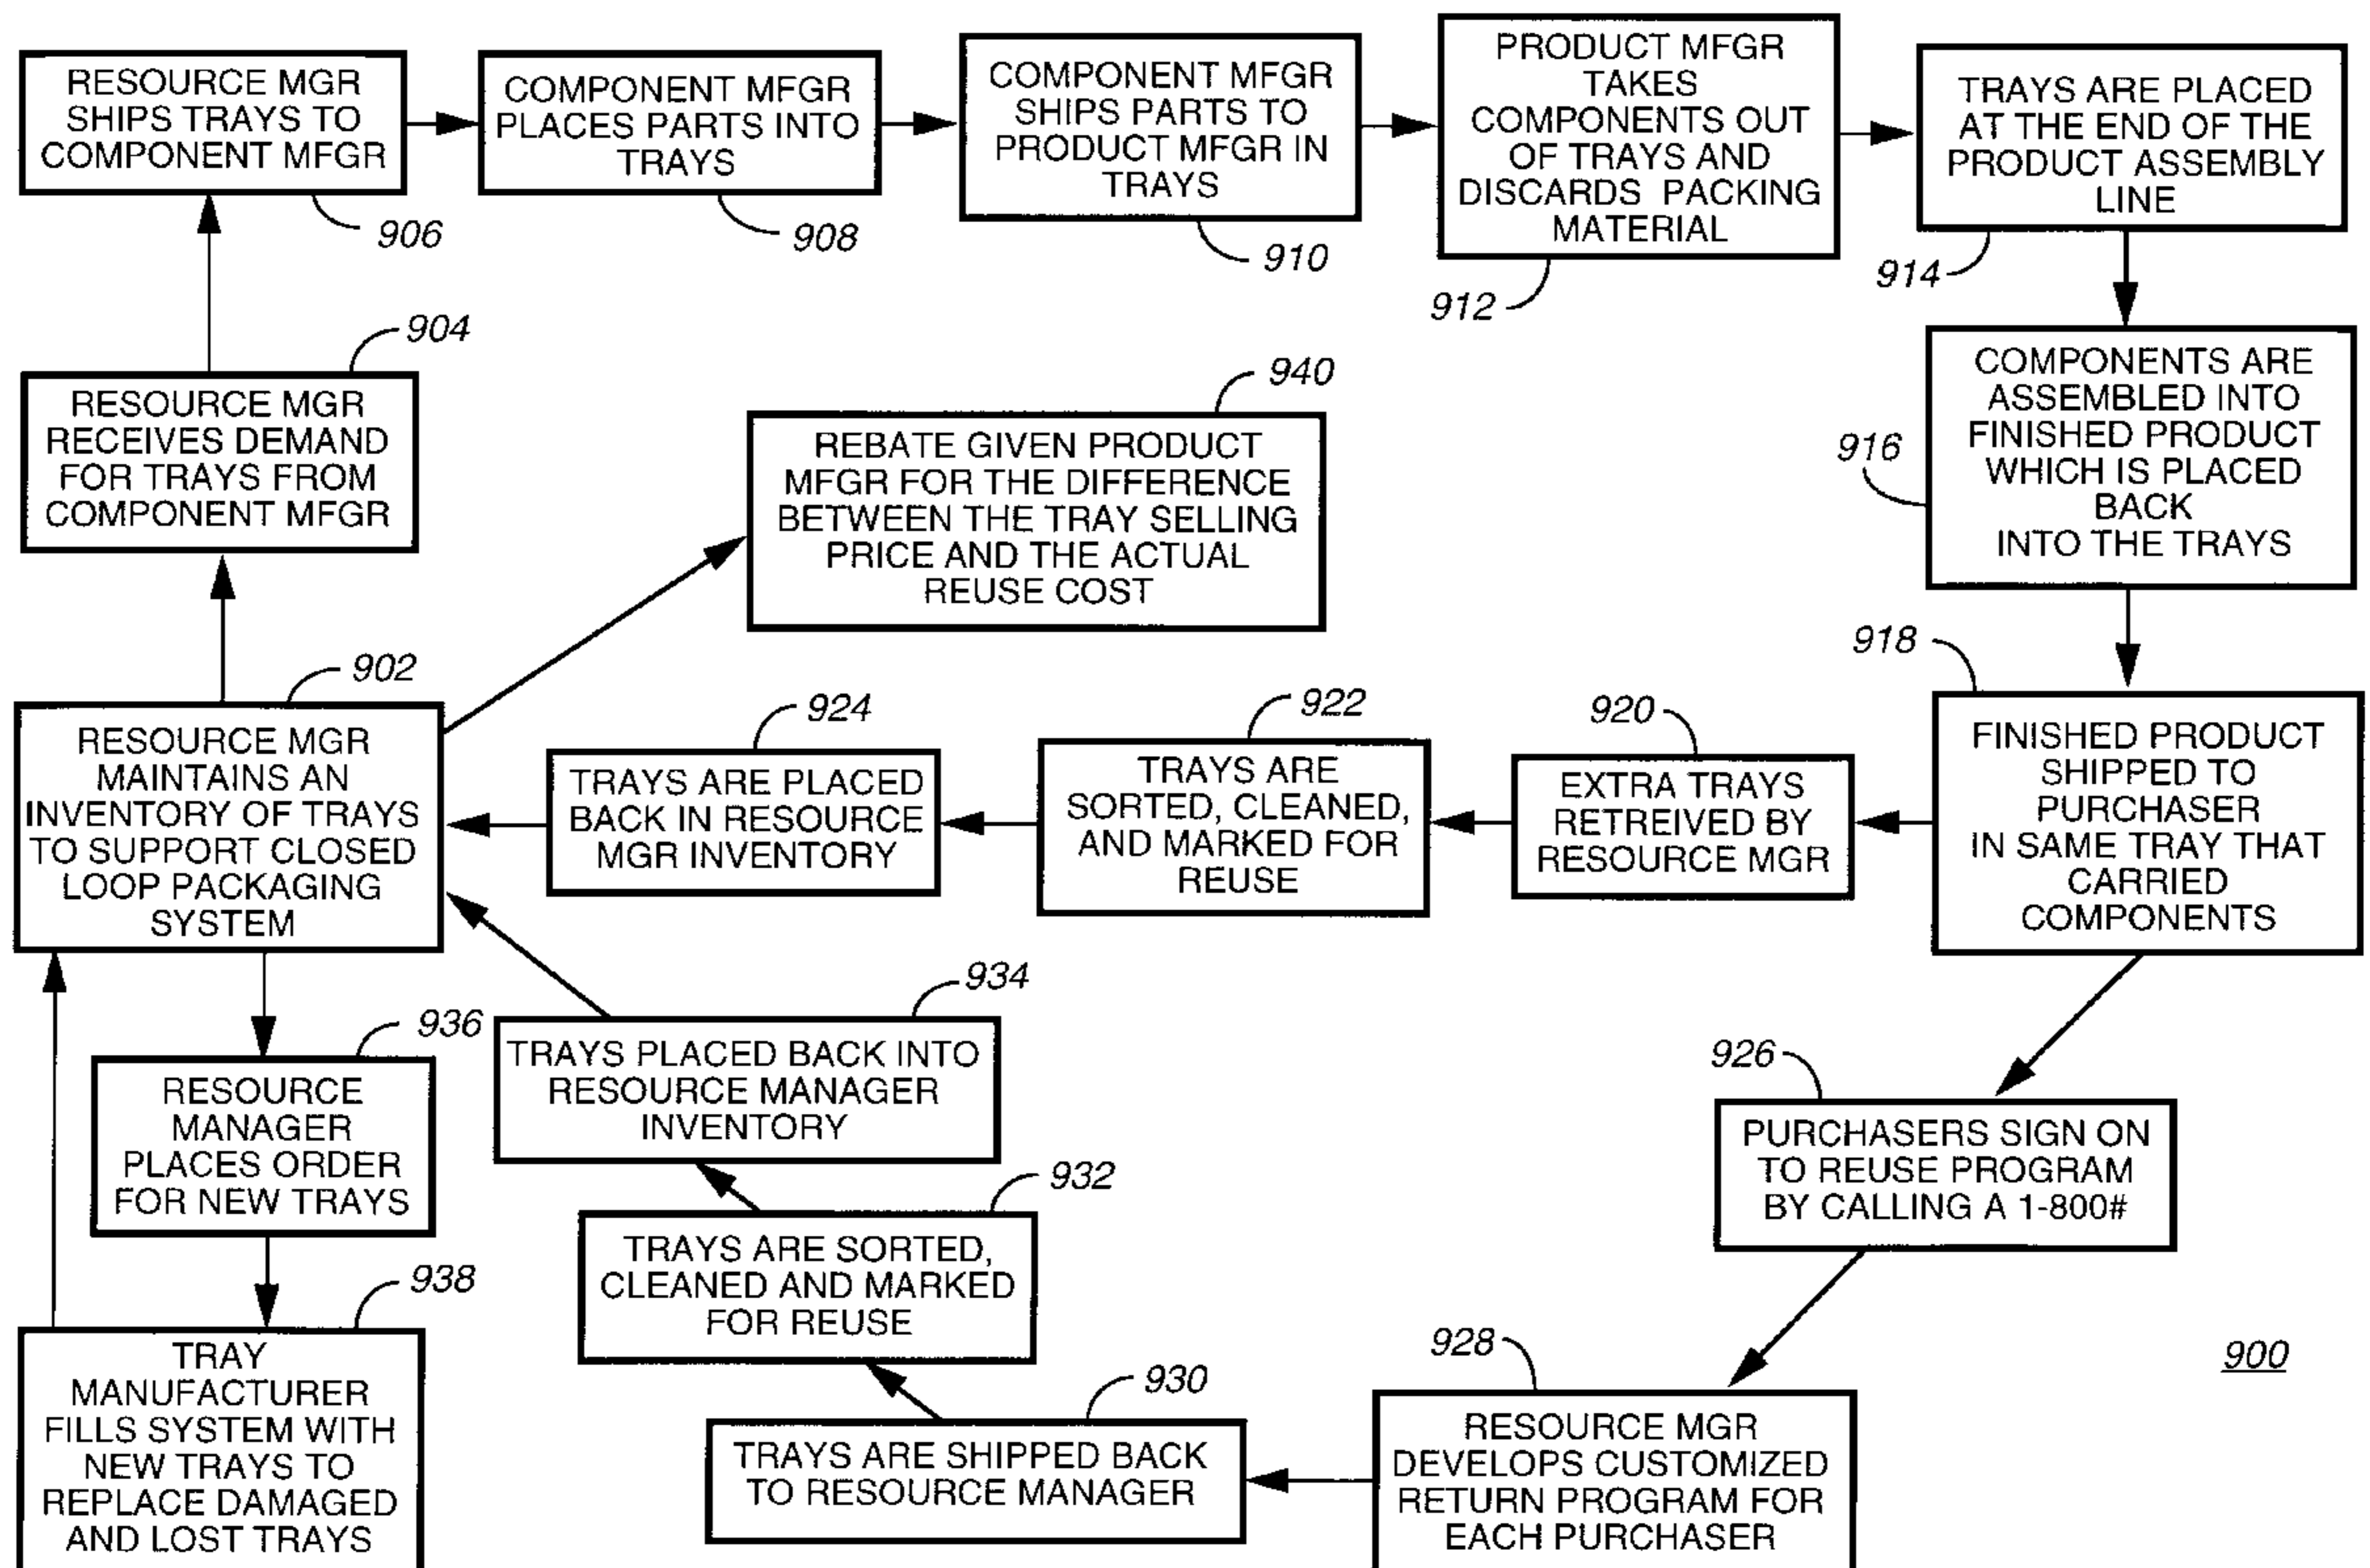 RESOURCE MGR
SHIPS TRAYS TO
COMPONENT MFGR
906
COMPONENT MFGR
PLACES PARTS INTO
TRAYS
908
COMPONENT MFGR
SHIPS PARTS TO
PRODUCT MFGR IN
TRAYS
910
PRODUCT MFGR
TAKES
COMPONENTS OUT
OF TRAYS AND
DISCARDS PACKING
MATERIAL
912
TRAYS ARE PLACED
AT THE END OF THE
PRODUCT ASSEMBLY
LINE
914
904
RESOURCE MGR
RECEIVES DEMAND
FOR TRAYS FROM
COMPONENT MFGR
940
REBATE GIVEN PRODUCT
MFGR FOR THE DIFFERENCE
BETWEEN THE TRAY SELLING
PRICE AND THE ACTUAL
REUSE COST
916
COMPONENTS ARE
ASSEMBLED INTO
FINISHED PRODUCT
WHICH IS PLACED
BACK
INTO THE TRAYS
902
RESOURCE MGR
MAINTAINS AN
INVENTORY OF TRAYS
TO SUPPORT CLOSED
LOOP PACKAGING
SYSTEM
924
TRAYS ARE PLACED
BACK IN RESOURCE
MGR INVENTORY
922
TRAYS ARE
SORTED, CLEANED,
AND MARKED FOR
REUSE
920
EXTRA TRAYS
RETREIVED BY
RESOURCE MGR
918
FINISHED PRODUCT
SHIPPED TO
PURCHASER
IN SAME TRAY THAT
CARRIED
COMPONENTS
936
RESOURCE
MANAGER
PLACES ORDER
FOR NEW TRAYS
934
TRAYS PLACED BACK INTO
RESOURCE MANAGER
INVENTORY
926
PURCHASERS SIGN ON
TO REUSE PROGRAM
BY CALLING A 1-800#
932
TRAYS ARE SORTED,
CLEANED AND MARKED
FOR REUSE
938
TRAY
MANUFACTURER
FILLS SYSTEM WITH
NEW TRAYS TO
REPLACE DAMAGED
AND LOST TRAYS
930
TRAYS ARE SHIPPED BACK
TO RESOURCE MANAGER
928
RESOURCE MGR
DEVELOPS CUSTOMIZED
RETURN PROGRAM FOR
EACH PURCHASER
900